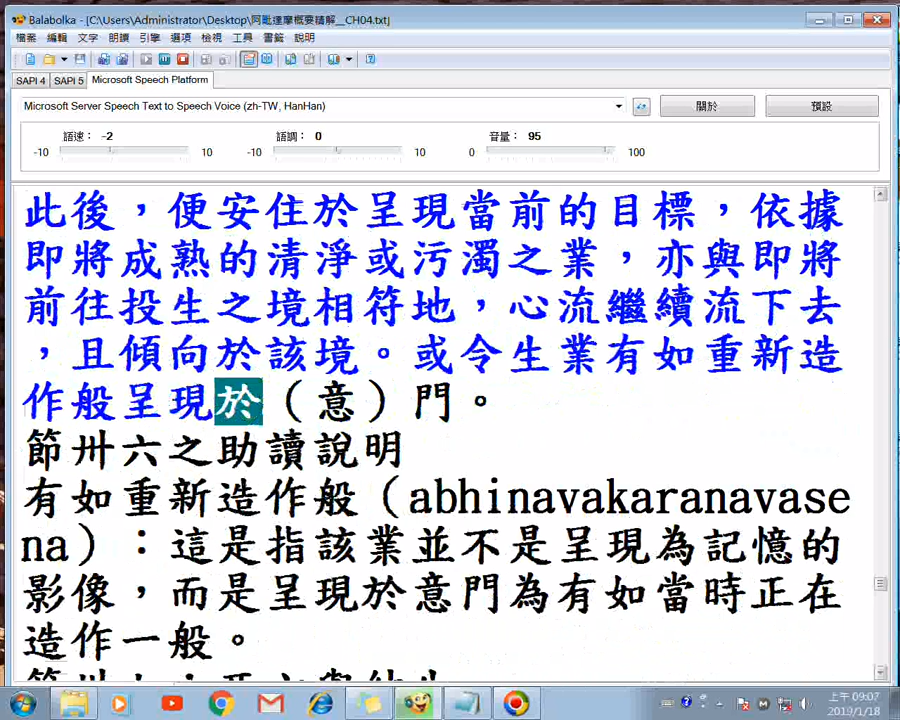 Balabolka - [C:\Users\Administrator\Desktop\阿毗達摩概要精解__CH04.txt]
檔案 編輯 文字 朗讀 引擎 選項 檢視 工具 書籤 說明
SAPI 4 SAPI 5 Microsoft Speech Platform
Microsoft Server Speech Text to Speech Voice (zh-TW, HanHan) 關於 預設
語速： -2 語調： 0 音量： 95
-10 10 -10 10 0 100
此後，便安住於呈現當前的目標，依據
即將成熟的清淨或污濁之業，亦與即將
前往投生之境相符地，心流繼續流下去
，且傾向於該境。或令生業有如重新造
作般呈現於（意）門。
節卅六之助讀說明
有如重新造作般（abhinavakaranavase
na）：這是指該業並不是呈現為記憶的
影像，而是呈現於意門為有如當時正在
造作一般。
上午 09:07
2019/1/18